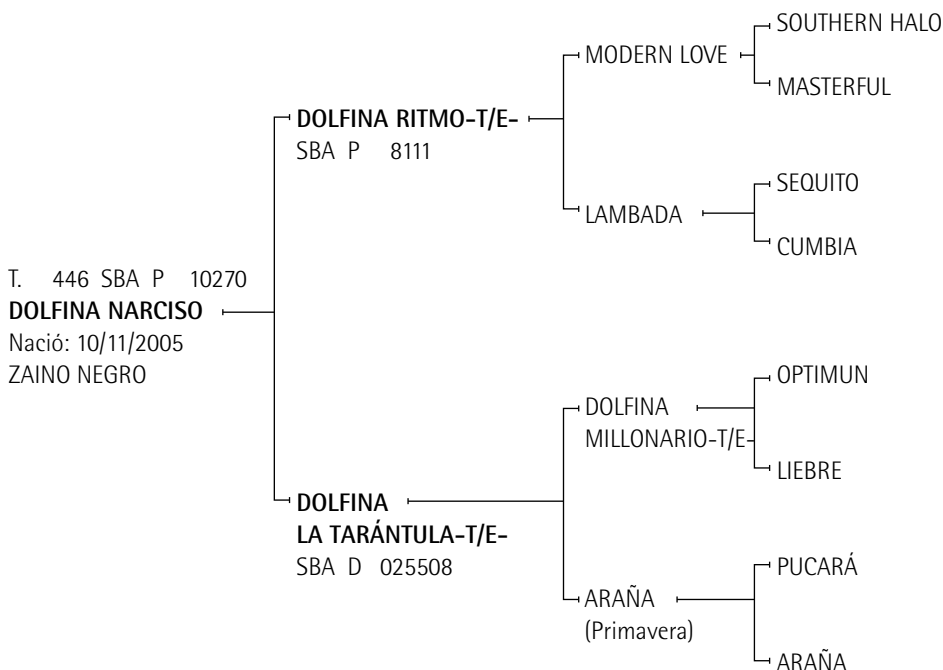 SOUTHERN HALO
MODERN LOVE
MASTERFUL
DOLFINA RITMO-T/E-
SBA P 8111
SEQUITO
LAMBADA
CUMBIA
T. 446 SBA P 10270
DOLFINA NARCISO
Nació: 10/11/2005
ZAINO NEGRO
OPTIMUN
DOLFINA
MILLONARIO-T/E-
LIEBRE
DOLFINA
LA TARÁNTULA-T/E-
SBA D 025508
PUCARÁ
ARAÑA
(Primavera)
ARAÑA